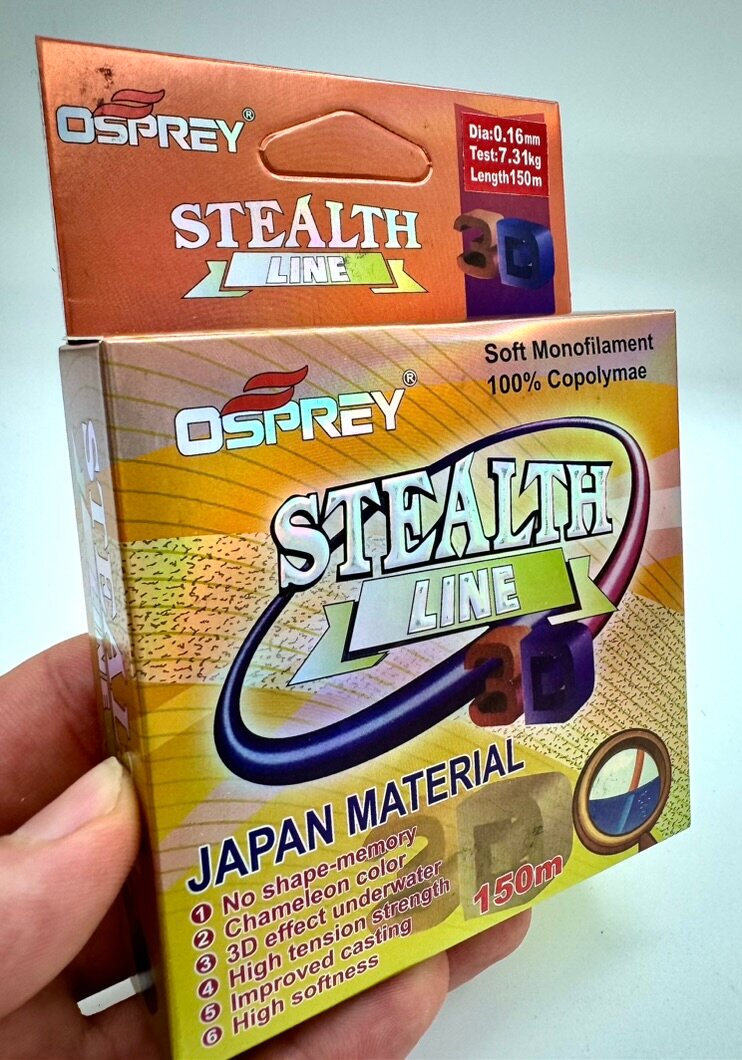 OSPREY®
Dia:0.16mm
Test:7.31kg
Length150m
STEALTH
LINE
3D
Soft Monofilament
100% Copolymae
OSPREY®
STEALTH
LINE
3D
JAPAN MATERIAL
3D
1 No shape-memory
2 Chameleon color
3 3D effect underwater
4 High tension strength
5 Improved casting
6 High softness
150m